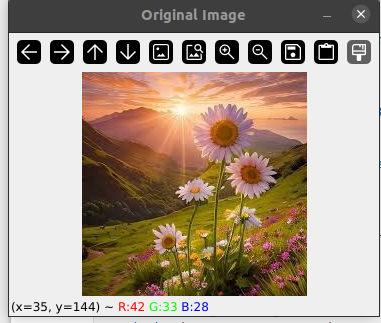 Original Image
(x=35, y=144) ~ R:42 G:33 B:28